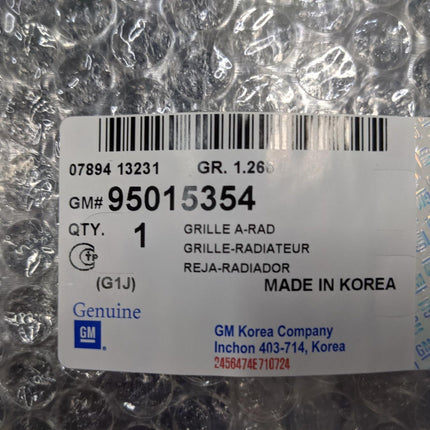 07894 13231 GR. 1.266
GM# 95015354
QTY. 1 GRILLE A-RAD
GRILLE-RADIATEUR
REJA-RADIADOR
(G1J) MADE IN KOREA
Genuine
GM
GM Korea Company
Inchon 403-714, Korea
2456474E710724